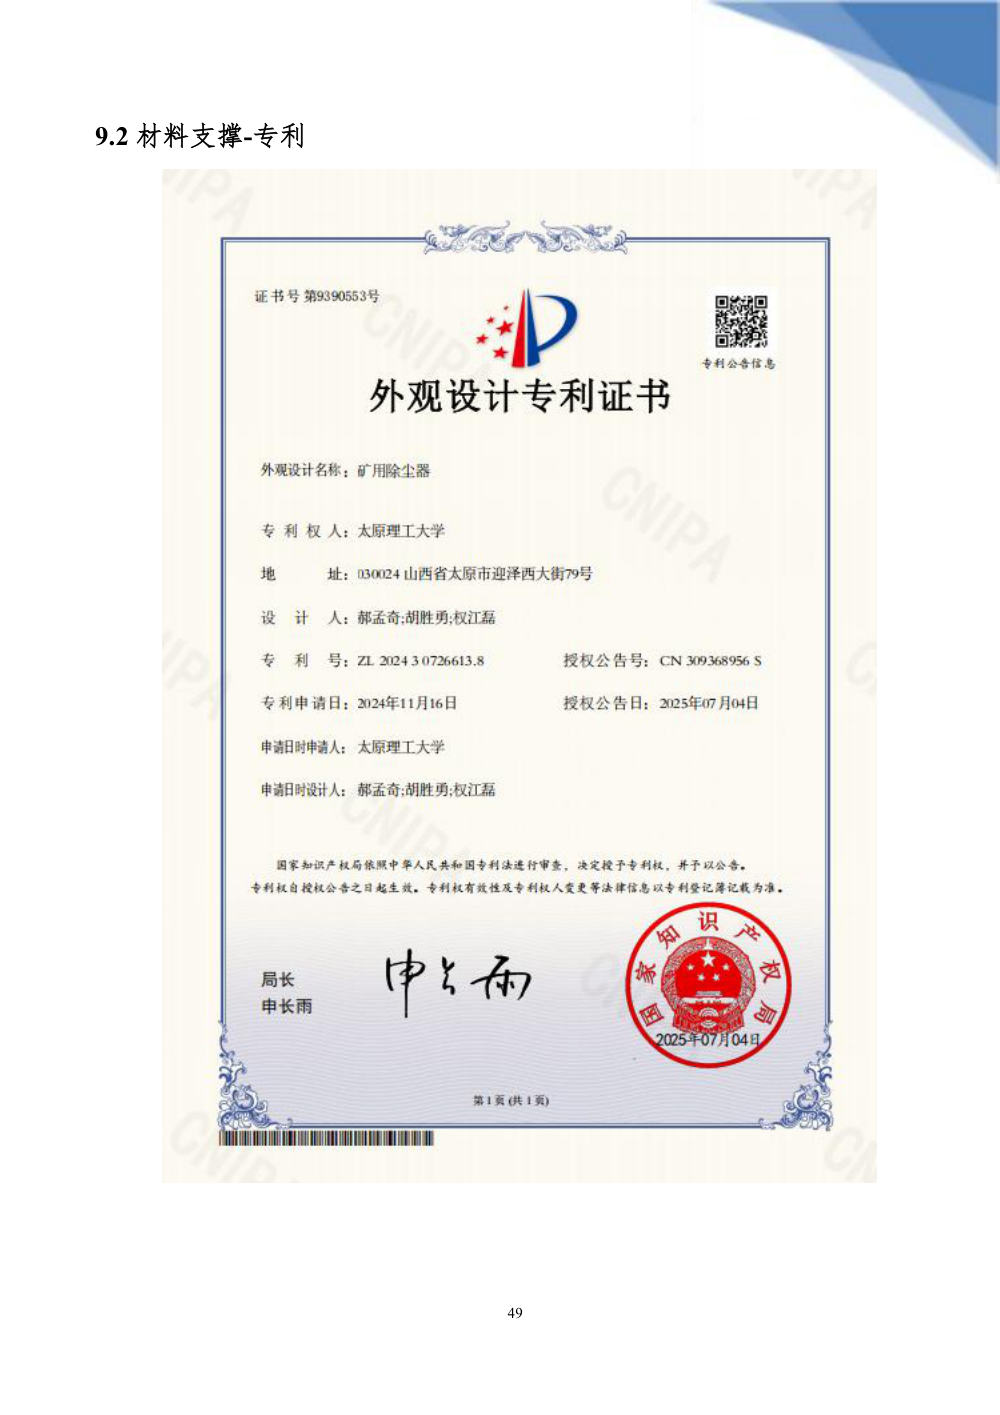 9.2 材料支撑-专利
证书号第9390553号
专利公告信息
外观设计专利证书
外观设计名称：矿用除尘器
专利权人：太原理工大学
地址：030024 山西省太原市迎泽西大街79号
设计人：郝孟奇;胡胜勇;权江磊
专利号：ZL 2024 3 0726613.8 授权公告号：CN 309368956 S
专利申请日：2024年11月16日 授权公告日：2025年07月04日
申请日时申请人：太原理工大学
申请日时设计人：郝孟奇;胡胜勇;权江磊
国家知识产权局依照中华人民共和国专利法进行审查，决定授予专利权，并予以公告。
专利权自授权公告之日起生效。专利权有效性及专利权人变更等法律信息以专利登记簿记载为准。
局长
申长雨
申长雨
国家知识产权局
2025年07月04日
第 1 页 (共 1 页)
CNIPA
CNIPA
CNIPA
CNIPA
49